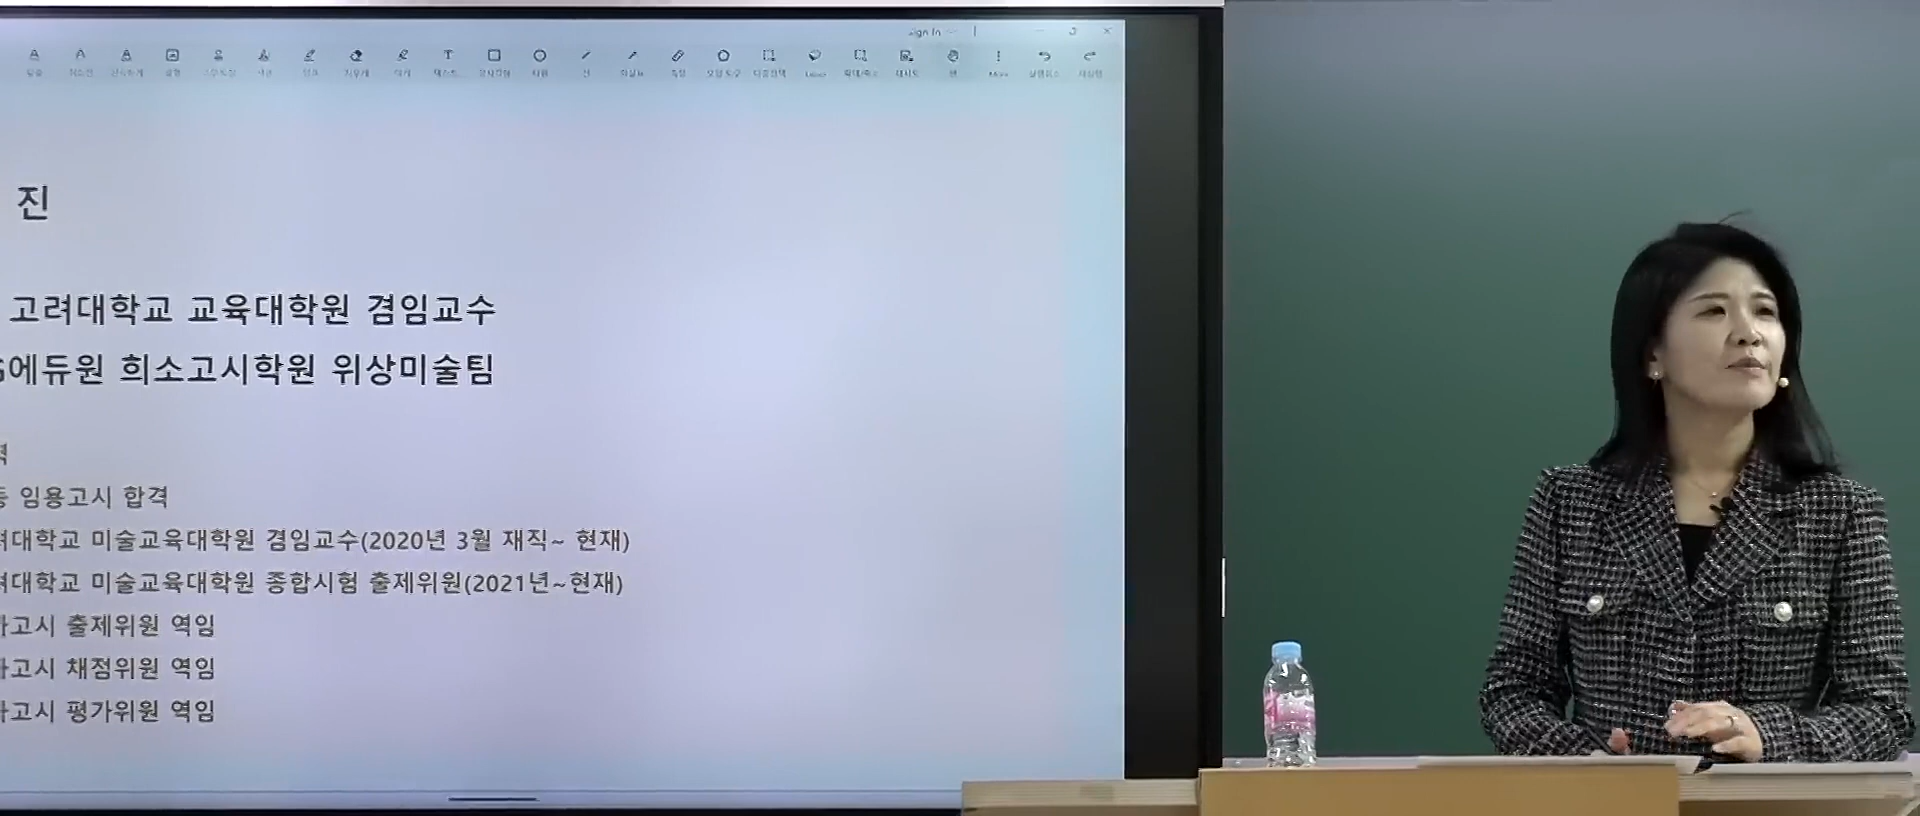 Sign In
진
고려대학교 교육대학원 겸임교수
에듀원 희소고시학원 위상미술팀
임용고시 합격
대학교 미술교육대학원 겸임교수(2020년 3월 재직~ 현재)
대학교 미술교육대학원 종합시험 출제위원(2021년~현재)
고시 출제위원 역임
고시 채점위원 역임
고시 평가위원 역임